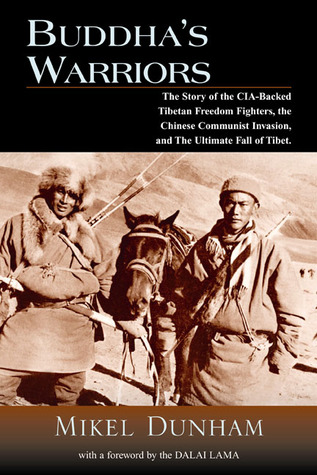 BUDDHA'S
WARRIORS
The Story of the CIA-Backed
Tibetan Freedom Fighters, the
Chinese Communist Invasion,
and The Ultimate Fall of Tibet.
MIKEL DUNHAM
with a foreword by the DALAI LAMA